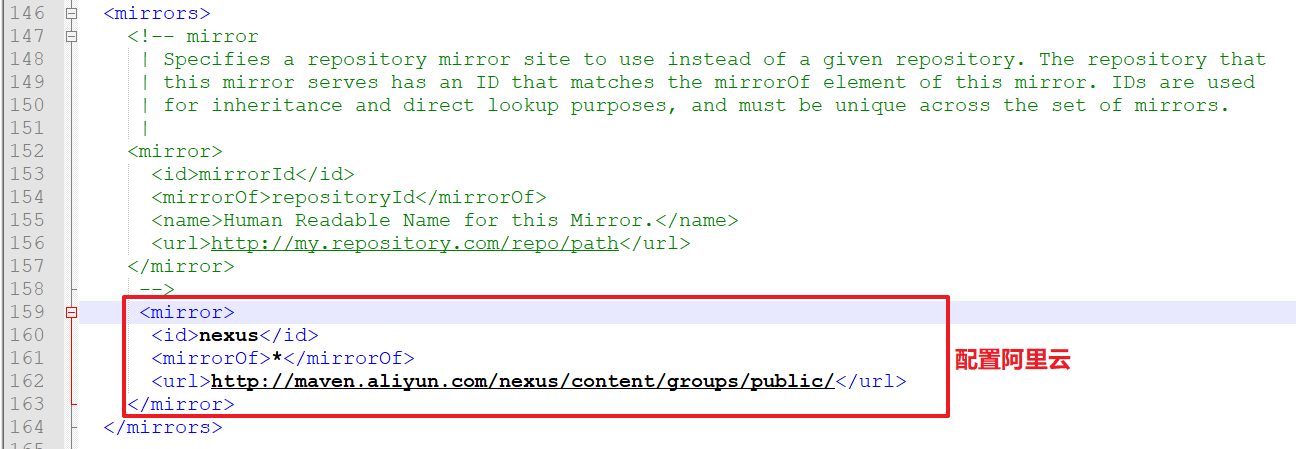 146 <mirrors>
147 <!-- mirror
148 | Specifies a repository mirror site to use instead of a given repository. The repository that
149 | this mirror serves has an ID that matches the mirrorOf element of this mirror. IDs are used
150 | for inheritance and direct lookup purposes, and must be unique across the set of mirrors.
151 |
152 <mirror>
153 <id>mirrorId</id>
154 <mirrorOf>repositoryId</mirrorOf>
155 <name>Human Readable Name for this Mirror.</name>
156 <url>http://my.repository.com/repo/path</url>
157 </mirror>
158 -->
159 <mirror>
160 <id>nexus</id>
161 <mirrorOf>*</mirrorOf>
配置阿里云
162 <url>http://maven.aliyun.com/nexus/content/groups/public/</url>
163 </mirror>
164 </mirrors>